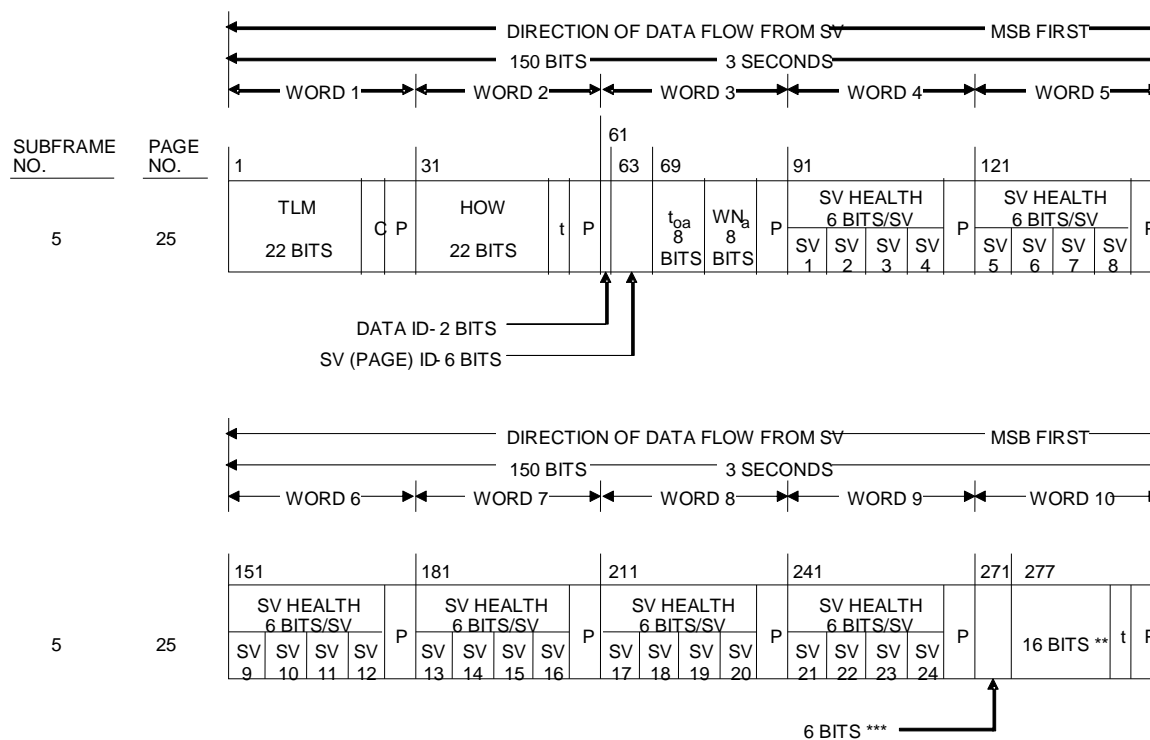 DIRECTION OF DATA FLOW FROM SV MSB FIRST
150 BITS 3 SECONDS
WORD 1 WORD 2 WORD 3 WORD 4 WORD 5
SUBFRAME NO. PAGE NO.
61
1 31 63 69 91 121
TLM 22 BITS C P HOW 22 BITS t P toa 8 BITS WNa 8 BITS P SV HEALTH 6 BITS/SV P SV HEALTH 6 BITS/SV P
5 25
SV 1 SV 2 SV 3 SV 4 SV 5 SV 6 SV 7 SV 8
DATA ID- 2 BITS
SV (PAGE) ID- 6 BITS
DIRECTION OF DATA FLOW FROM SV MSB FIRST
150 BITS 3 SECONDS
WORD 6 WORD 7 WORD 8 WORD 9 WORD 10
151 181 211 241 271 277
SV HEALTH 6 BITS/SV P SV HEALTH 6 BITS/SV P SV HEALTH 6 BITS/SV P SV HEALTH 6 BITS/SV P 16 BITS ** t P
5 25
SV 9 SV 10 SV 11 SV 12 SV 13 SV 14 SV 15 SV 16 SV 17 SV 18 SV 19 SV 20 SV 21 SV 22 SV 23 SV 24
6 BITS ***